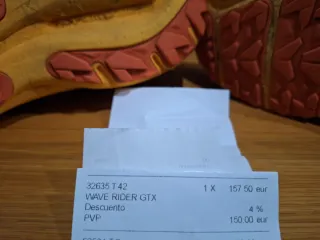 32635 T 42 1 X 157.50 eur
WAVE RIDER GTX
Descuento 4 %
PVP 150.00 eur